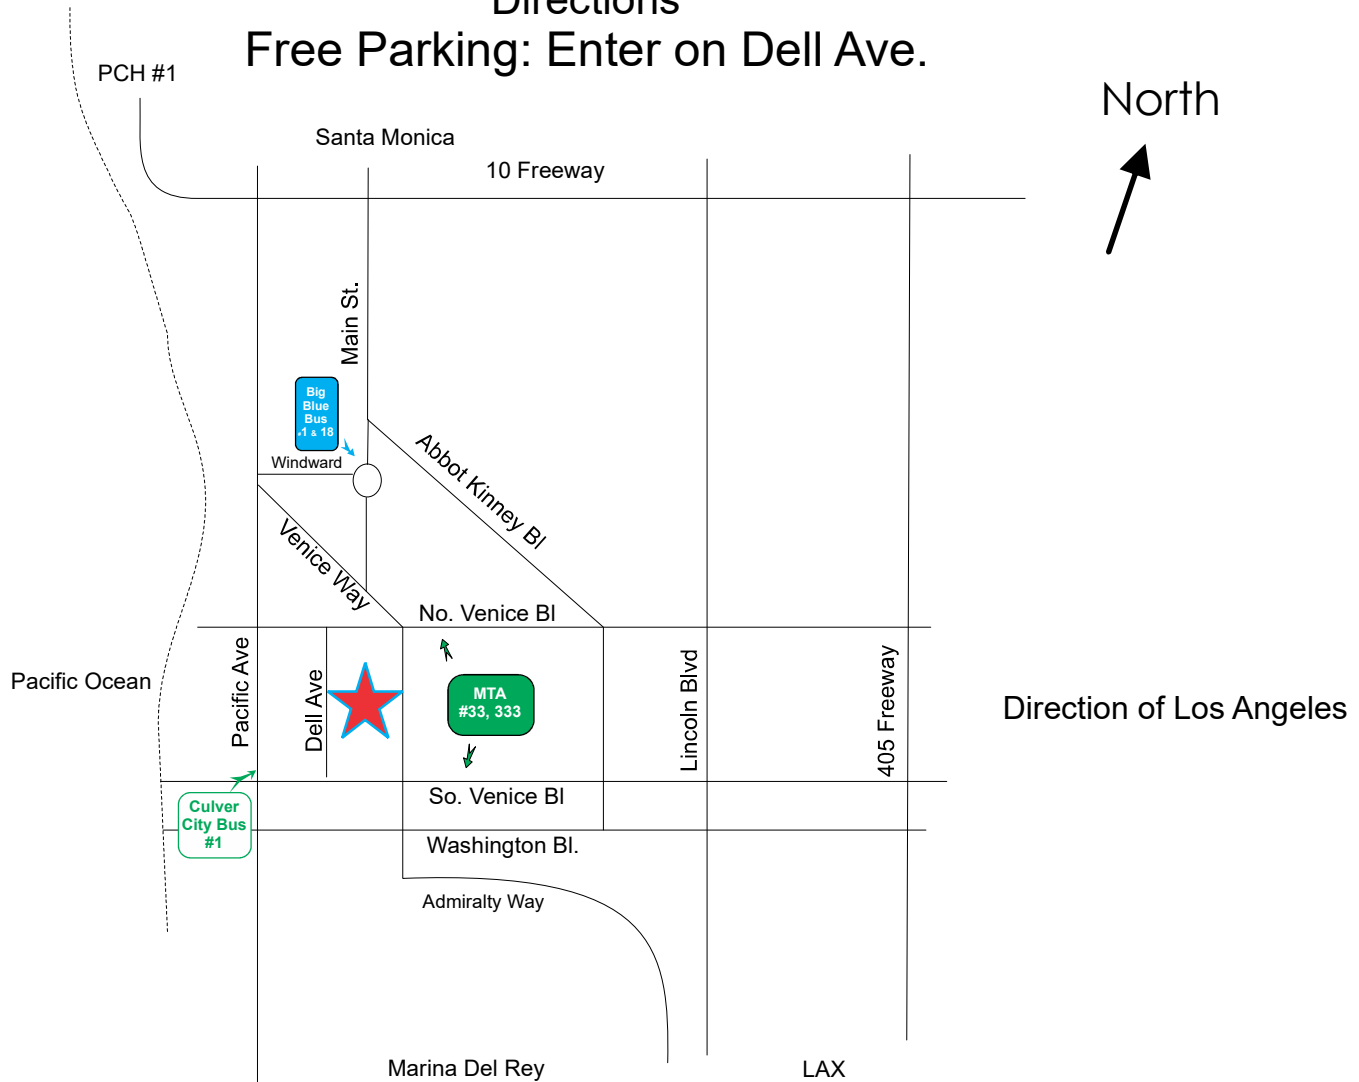 Directions
Free Parking: Enter on Dell Ave.
PCH #1
North
Santa Monica
10 Freeway
Main St.
Big
Blue
Bus
#1 & 18
Windward
Abbot Kinney Bl
Venice Way
No. Venice Bl
Pacific Ocean
Pacific Ave
Dell Ave
MTA
#33, 333
Lincoln Blvd
405 Freeway
Direction of Los Angeles
So. Venice Bl
Culver
City Bus
#1
Washington Bl.
Admiralty Way
Marina Del Rey
LAX